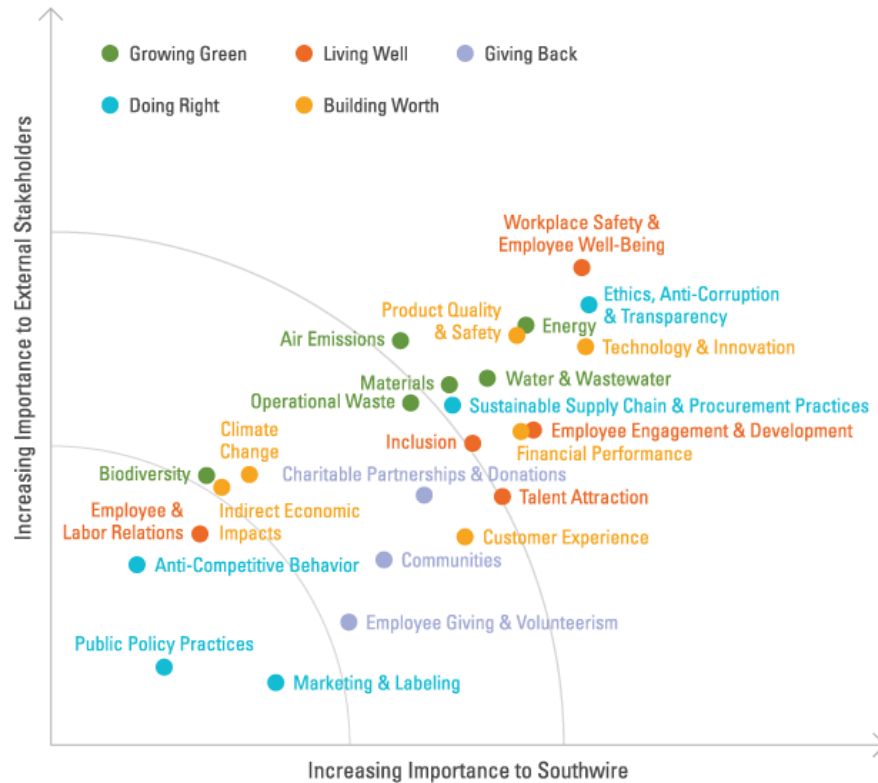 Growing Green
Living Well
Giving Back
Doing Right
Building Worth
Increasing Importance to External Stakeholders
Workplace Safety &
Employee Well-Being
Ethics, Anti-Corruption
& Transparency
Product Quality
& Safety
Energy
Air Emissions
Technology & Innovation
Materials
Water & Wastewater
Operational Waste
Sustainable Supply Chain & Procurement Practices
Inclusion
Employee Engagement & Development
Financial Performance
Climate
Change
Biodiversity
Charitable Partnerships & Donations
Talent Attraction
Employee &
Labor Relations
Indirect Economic
Impacts
Customer Experience
Anti-Competitive Behavior
Communities
Employee Giving & Volunteerism
Public Policy Practices
Marketing & Labeling
Increasing Importance to Southwire